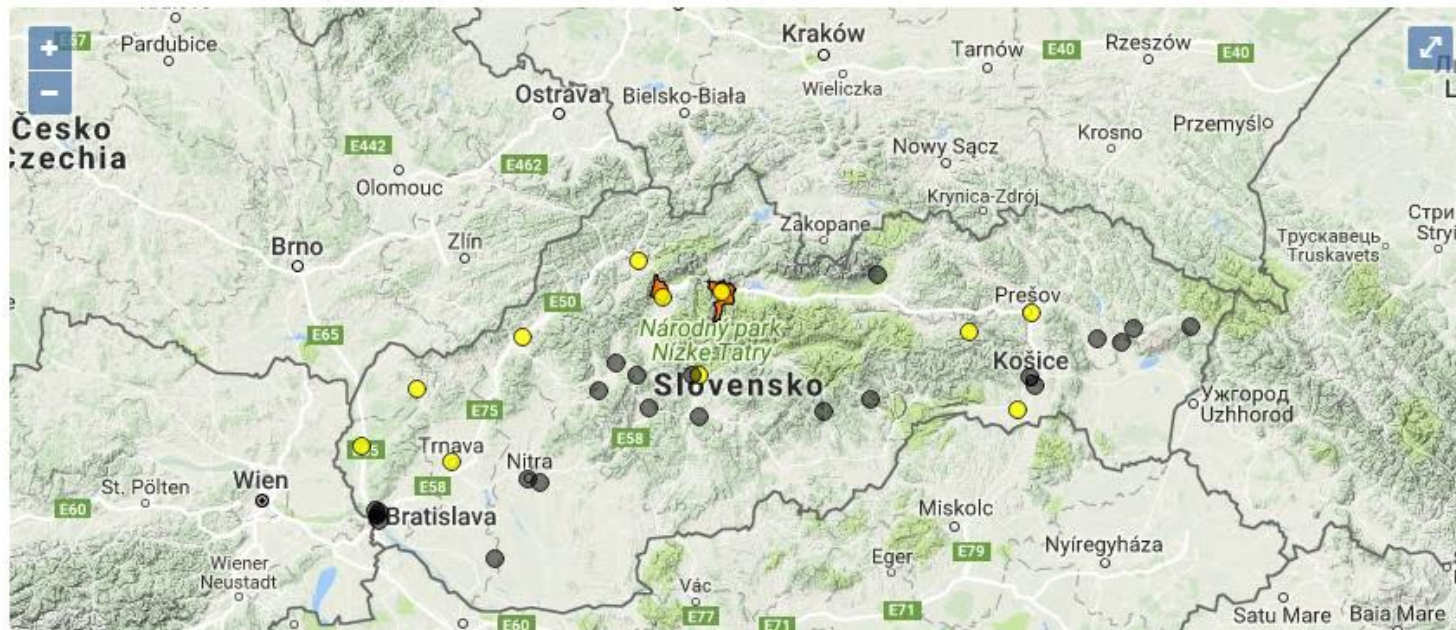 +
−
E57
Pardubice
Kraków
Tarnów
E40
Rzeszów
E40
Wieliczka
Ostrava
Bielsko-Biała
Česko
Czechia
E442
E462
Olomouc
Krosno
Przemyśl
Nowy Sącz
Krynica-Zdrój
Zakopane
Brno
Zlín
Трускавець
Truskavets
E50
E65
Prešov
Národný park
Nízke Tatry
Košice
Slovensko
Ужгород
Uzhhorod
E75
E58
Trnava
Nitra
E58
St. Pölten
Wien
E60
Bratislava
Miskolc
E79
Nyíregyháza
Eger
Wiener
Neustadt
Vác
E77
E71
E71
E60
Satu Mare
Baia Mare